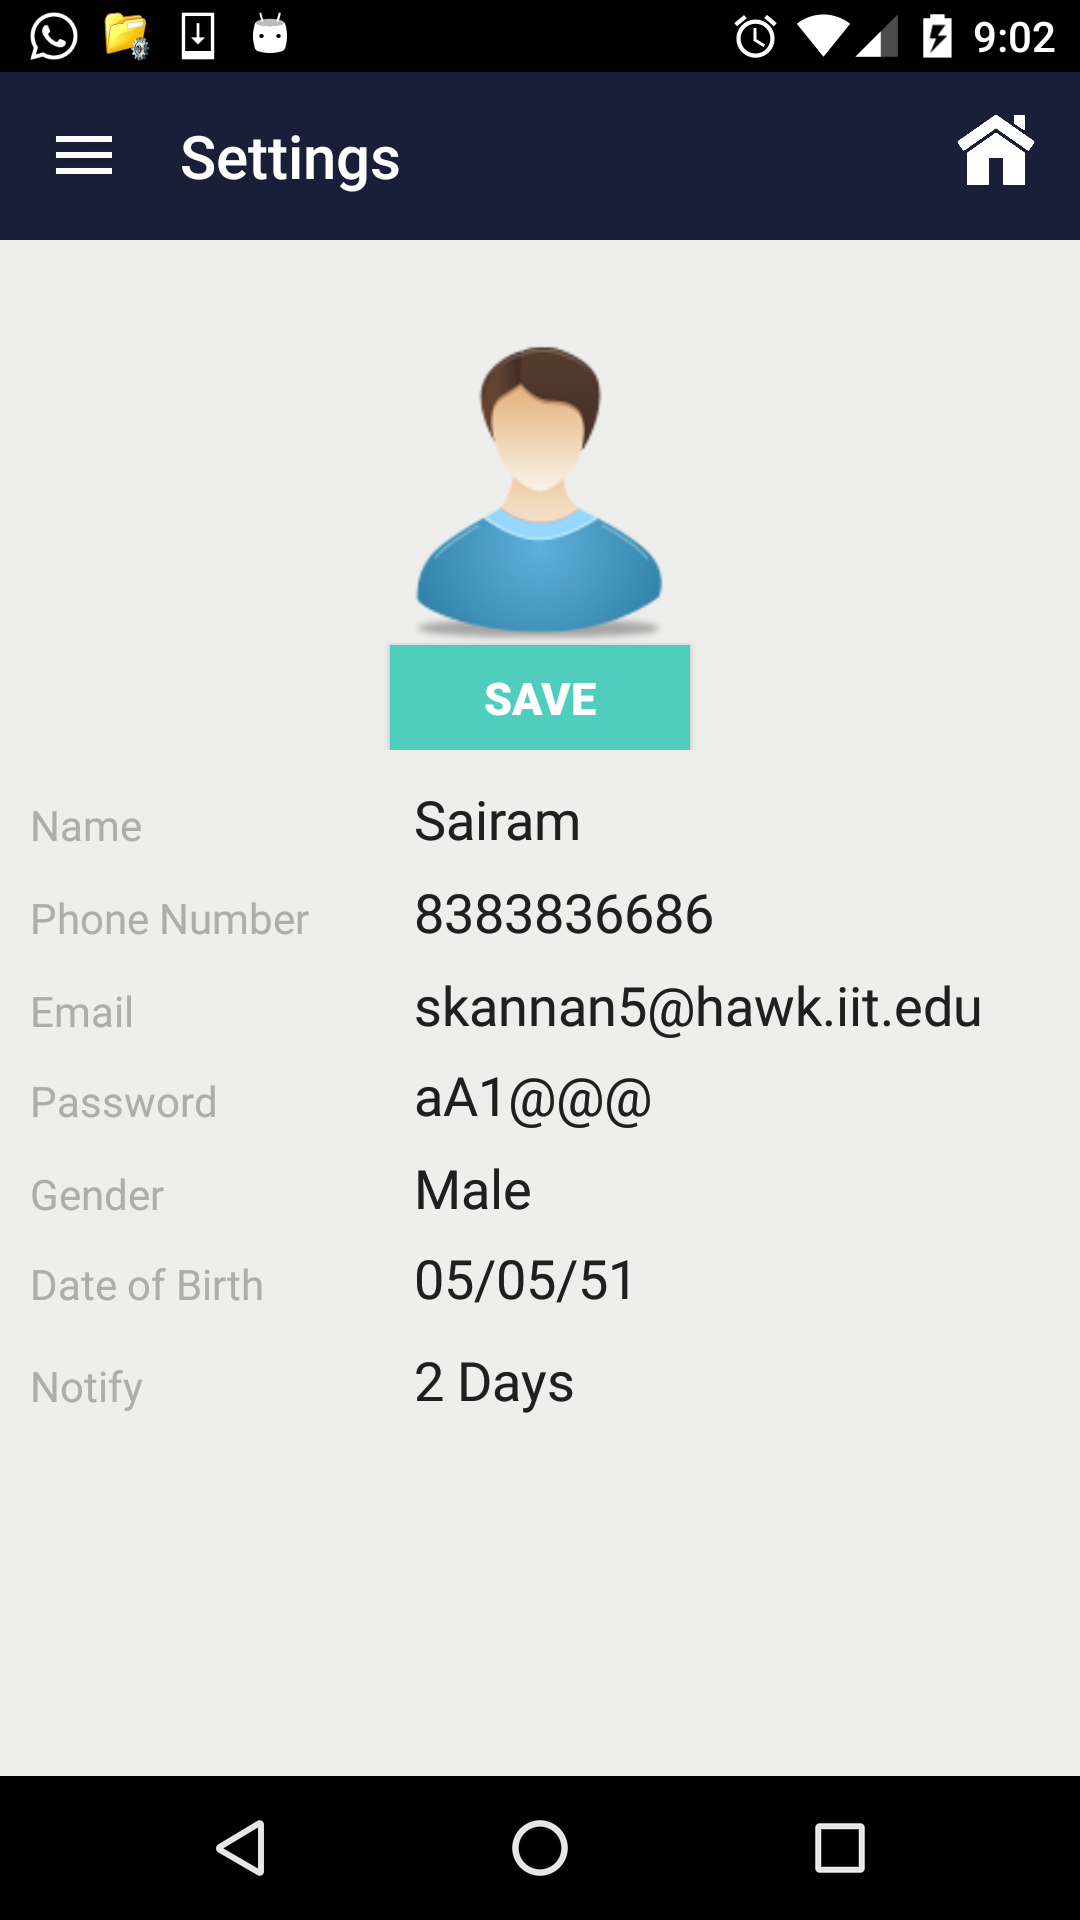 9:02
Settings
SAVE
Name Sairam
Phone Number 8383836686
Email skannan5@hawk.iit.edu
Password aA1@@@
Gender Male
Date of Birth 05/05/51
Notify 2 Days